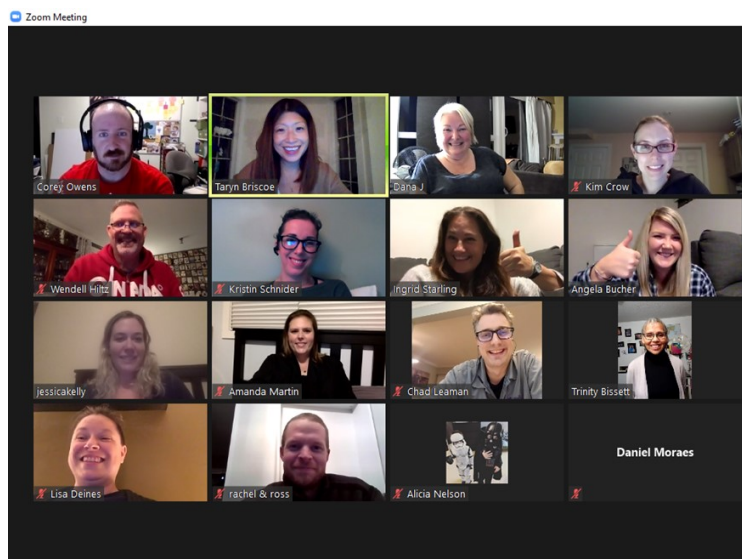 Zoom Meeting
Corey Owens
Taryn Briscoe
Dana J
Kim Crow
Wendell Hiltz
Kristin Schnider
Ingrid Starling
Angela Bucher
jessicakelly
Amanda Martin
Chad Leaman
Trinity Bissett
Lisa Deines
rachel & ross
Alicia Nelson
Daniel Moraes